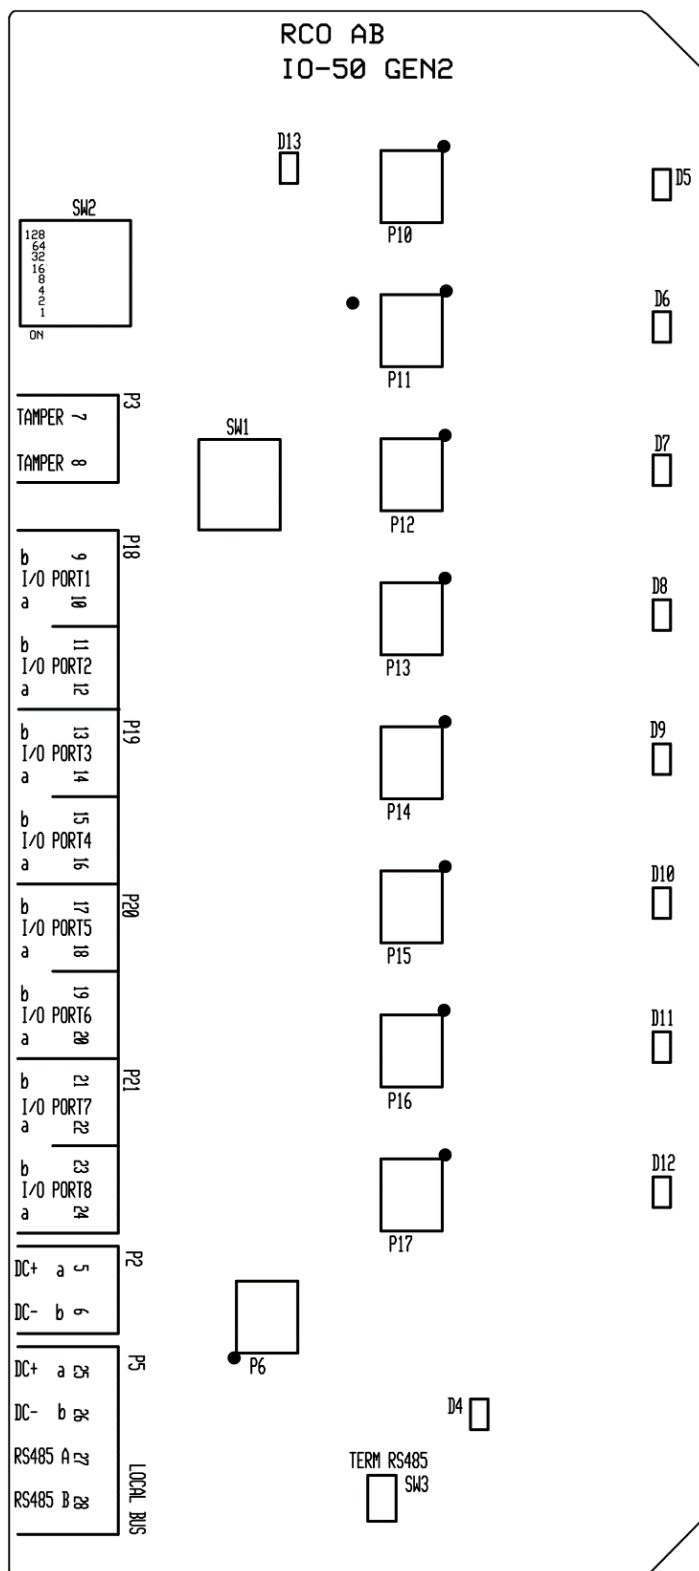 RCO AB
IO-50 GEN2
D13
P10
D5
SW2
128
64
32
16
8
4
2
1
ON
P11
D6
P3
TAMPER 7
TAMPER 8
SW1
P12
D7
P18
b 9
I/O PORT1
a 10
b 11
I/O PORT2
a 12
P13
D8
P19
b 13
I/O PORT3
a 14
b 15
I/O PORT4
a 16
P14
D9
P20
b 17
I/O PORT5
a 18
b 19
I/O PORT6
a 20
P15
D10
P21
b 21
I/O PORT7
a 22
b 23
I/O PORT8
a 24
P16
D11
P17
D12
P2
DC+ a 5
DC- b 6
P6
P5
DC+ a 25
DC- b 26
RS485 A 27
RS485 B 28
LOCAL BUS
D4
TERM RS485
SW3